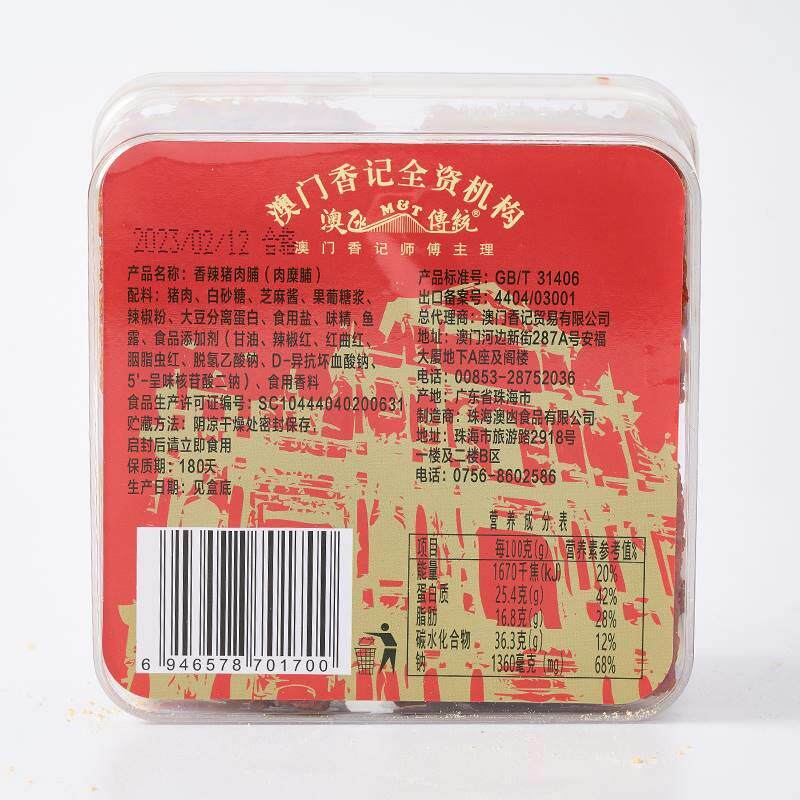 澳门香记全资机构
澳氹 M&T 傳統®
2023/02/12 合格
澳门香记师傅主理
产品名称：香辣猪肉脯（肉糜脯）
配料：猪肉、白砂糖、芝麻酱、果葡糖浆、
辣椒粉、大豆分离蛋白、食用盐、味精、鱼
露、食品添加剂（甘油、辣椒红、红曲红、
胭脂虫红、脱氢乙酸钠、D-异抗坏血酸钠、
5'-呈味核苷酸二钠）、食用香料
食品生产许可证编号：SC10444040200631
贮藏方法：阴凉干燥处密封保存，
启封后请立即食用
保质期：180天
生产日期：见盒底
产品标准号：GB/T 31406
出口备案号：4404/03001
总代理商：澳门香记贸易有限公司
地址：澳门河边新街287A号安福
大厦地下A座及阁楼
电话：00853-28752036
产地：广东省珠海市
制造商：珠海澳凼食品有限公司
地址：珠海市旅游路2918号
一楼及二楼B区
电话：0756-8602586
营养成分表
项目 每100克(g) 营养素参考值%
能量 1670千焦(kJ) 20%
蛋白质 25.4克(g) 42%
脂肪 16.8克(g) 28%
碳水化合物 36.3克(g) 12%
钠 1360毫克(mg) 68%
6 946578 701700